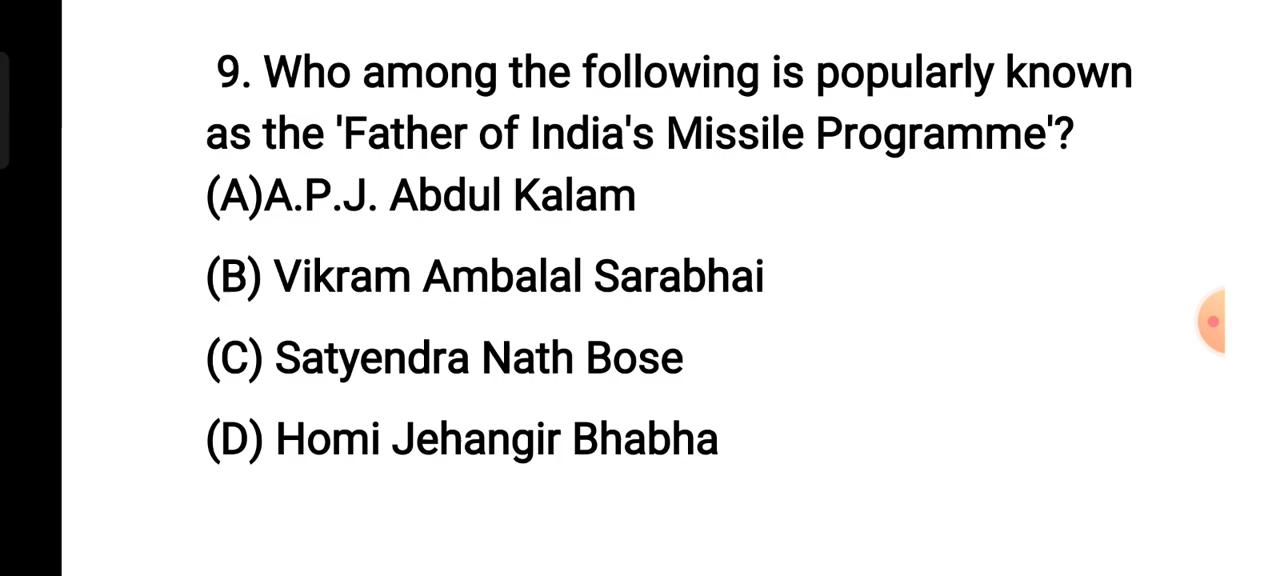 9. Who among the following is popularly known
as the 'Father of India's Missile Programme'?
(A)A.P.J. Abdul Kalam
(B) Vikram Ambalal Sarabhai
(C) Satyendra Nath Bose
(D) Homi Jehangir Bhabha